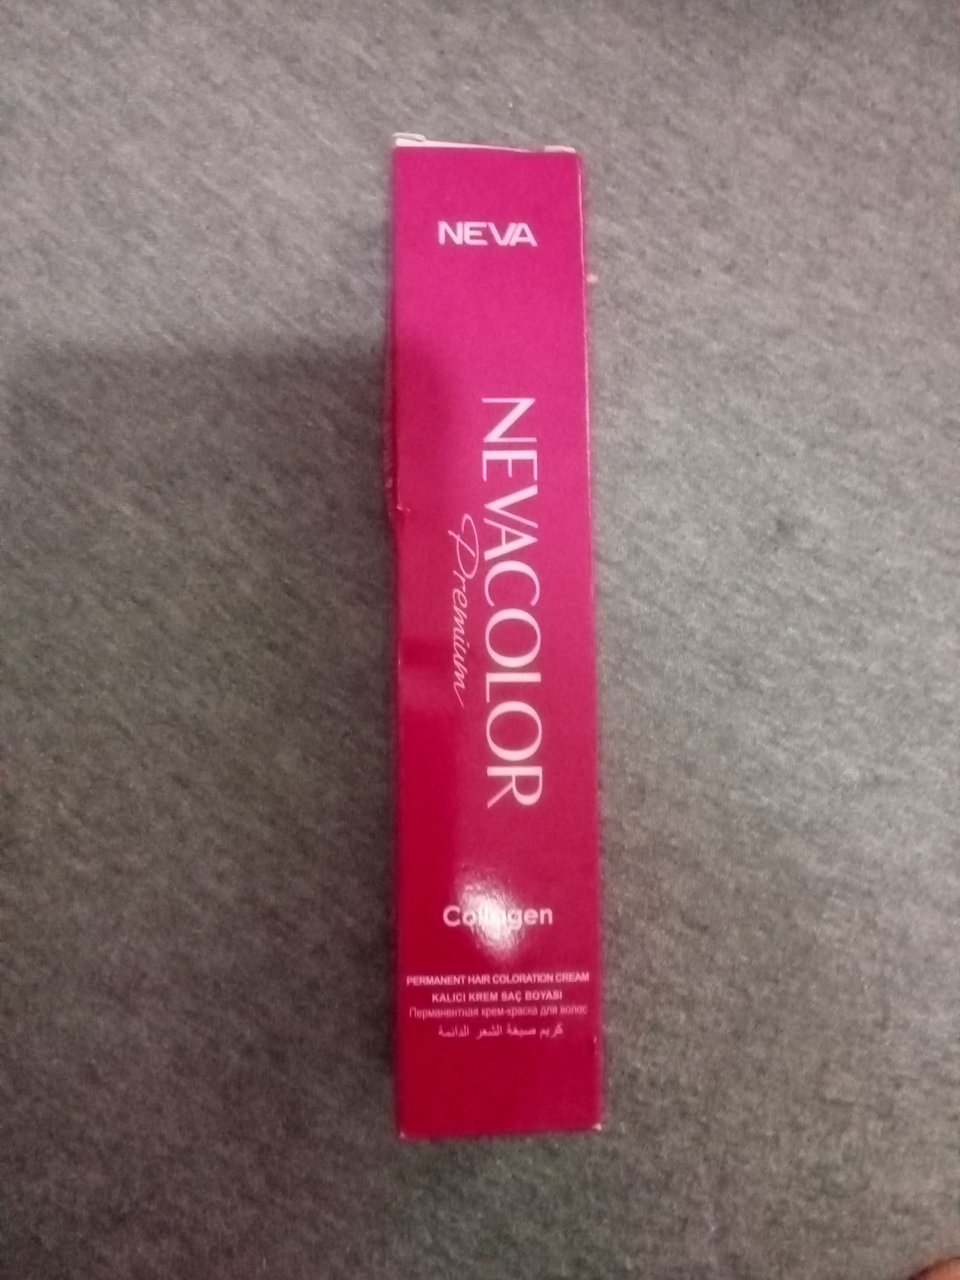 NEVA
NEVACOLOR
Premium
Collagen
PERMANENT HAIR COLORATION CREAM
KALICI KREM SAÇ BOYASI
Перманентная крем-краска для волос
كريم صبغة الشعر الدائمة